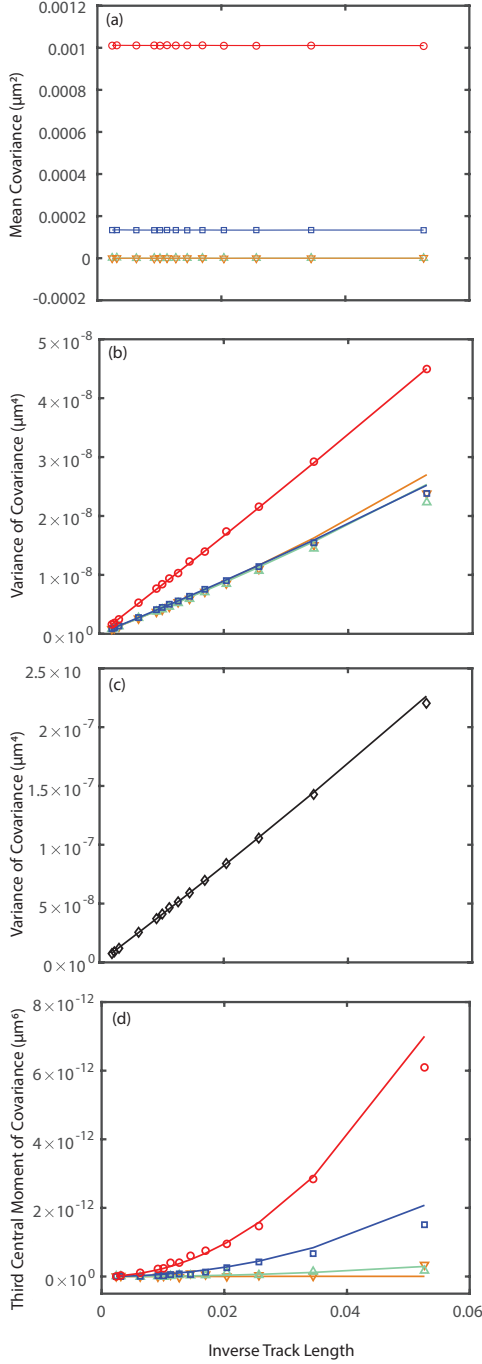 (a)
0.0012
0.001
0.0008
0.0006
0.0004
0.0002
0
-0.0002
Mean Covariance (μm²)
(b)
5 × 10⁻⁸
4 × 10⁻⁸
3 × 10⁻⁸
2 × 10⁻⁸
1 × 10⁻⁸
0 × 10⁰
Variance of Covariance (μm⁴)
(c)
2.5 × 10
2 × 10⁻⁷
1.5 × 10⁻⁷
1 × 10⁻⁷
5 × 10⁻⁸
0 × 10⁰
Variance of Covariance (μm⁴)
(d)
8 × 10⁻¹²
6 × 10⁻¹²
4 × 10⁻¹²
2 × 10⁻¹²
0 × 10⁰
Third Central Moment of Covariance (μm⁶)
0 0.02 0.04 0.06
Inverse Track Length